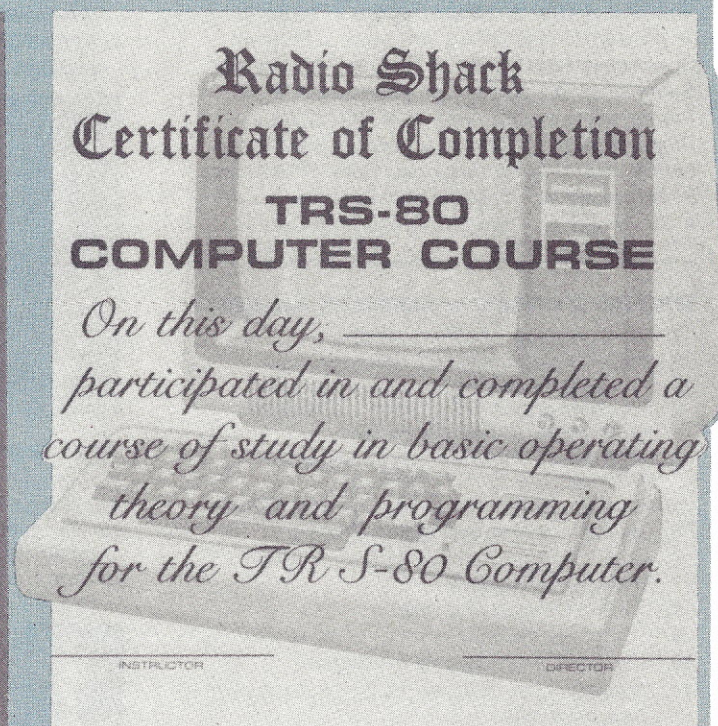 Radio Shack
Certificate of Completion
TRS-80
COMPUTER COURSE
On this day,
participated in and completed a
course of study in basic operating
theory and programming
for the TRS-80 Computer.
INSTRUCTOR DIRECTOR